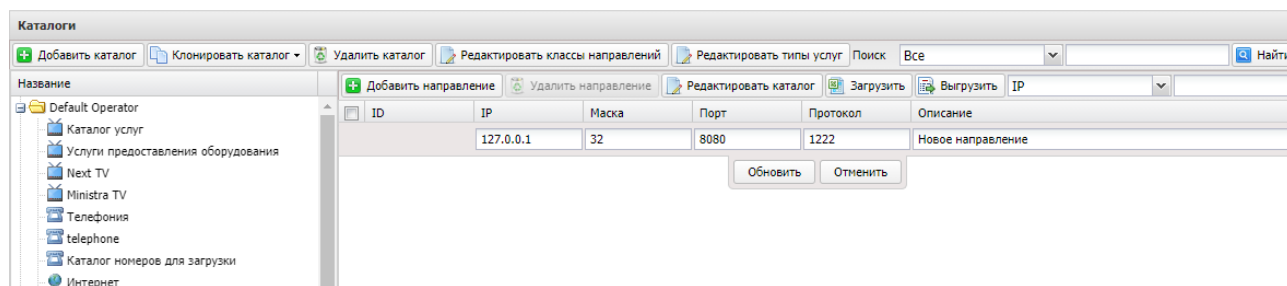 Каталоги
Добавить каталог Клонировать каталог Удалить каталог Редактировать классы направлений Редактировать типы услуг Поиск Все Найти
Название
Добавить направление Удалить направление Редактировать каталог Загрузить Выгрузить IP
Default Operator
Каталог услуг
Услуги предоставления оборудования
Next TV
Ministra TV
Телефония
telephone
Каталог номеров для загрузки
Интернет
ID IP Маска Порт Протокол Описание
127.0.0.1 32 8080 1222 Новое направление
Обновить Отменить